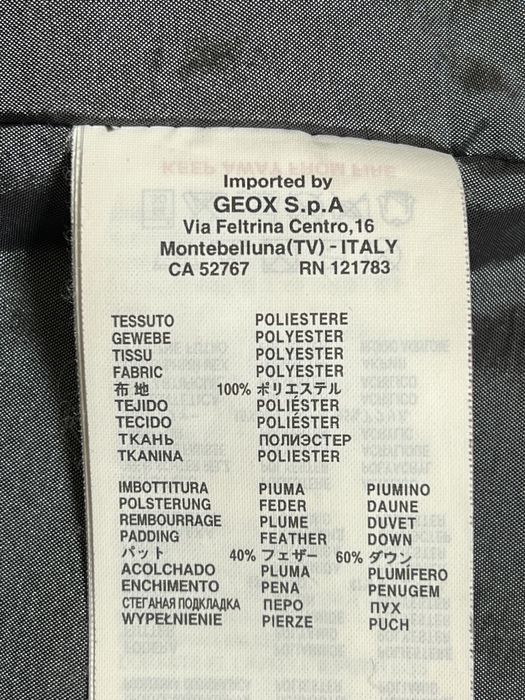 KEEP AWAY FROM FIRE
Imported by
GEOX S.p.A
Via Feltrina Centro,16
Montebelluna(TV) - ITALY
CA 52767 RN 121783
TESSUTO POLIESTERE
GEWEBE POLYESTER
TISSU POLYESTER
FABRIC POLYESTER
布地 100% ポリエステル
TEJIDO POLIÉSTER
TECIDO POLIÉSTER
ТКАНЬ ПОЛИЭСТЕР
TKANINA POLIESTER
IMBOTTITURA PIUMA PIUMINO
POLSTERUNG FEDER DAUNE
REMBOURRAGE PLUME DUVET
PADDING FEATHER DOWN
パット 40% フェザー 60% ダウン
ACOLCHADO PLUMA PLUMÍFERO
ENCHIMENTO PENA PENUGEM
СТЕГАНАЯ ПОДКЛАДКА ПЕРО ПУХ
WYPEŁNIENIE PIERZE PUCH